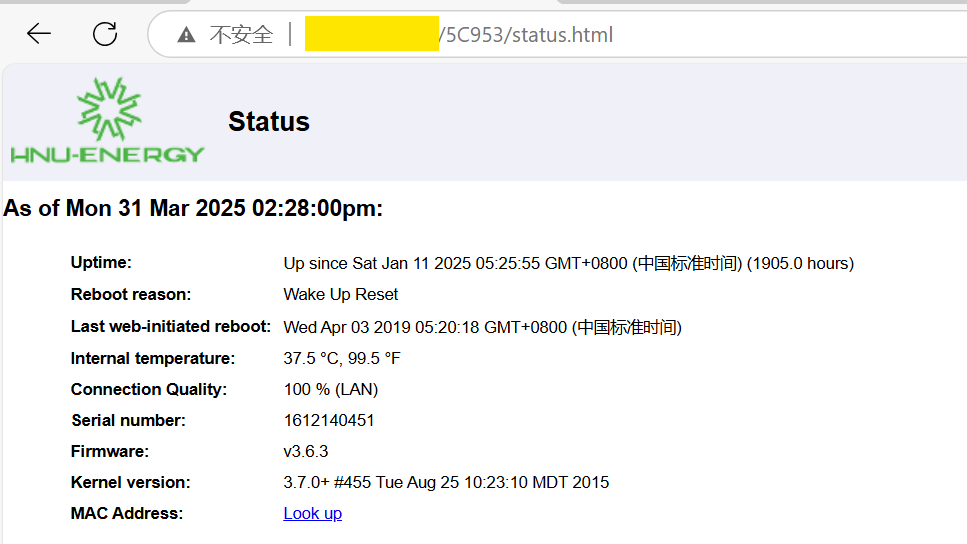 不安全 | /5C953/status.html
HNU-ENERGY
Status
As of Mon 31 Mar 2025 02:28:00pm:
Uptime: Up since Sat Jan 11 2025 05:25:55 GMT+0800 (中国标准时间) (1905.0 hours)
Reboot reason: Wake Up Reset
Last web-initiated reboot: Wed Apr 03 2019 05:20:18 GMT+0800 (中国标准时间)
Internal temperature: 37.5 °C, 99.5 °F
Connection Quality: 100 % (LAN)
Serial number: 1612140451
Firmware: v3.6.3
Kernel version: 3.7.0+ #455 Tue Aug 25 10:23:10 MDT 2015
MAC Address: Look up